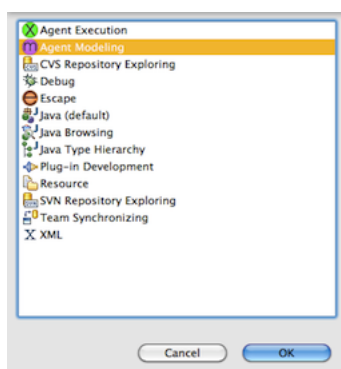 Agent Execution
Agent Modeling
CVS Repository Exploring
Debug
Escape
Java (default)
Java Browsing
Java Type Hierarchy
Plug-in Development
Resource
SVN Repository Exploring
Team Synchronizing
XML
Cancel
OK